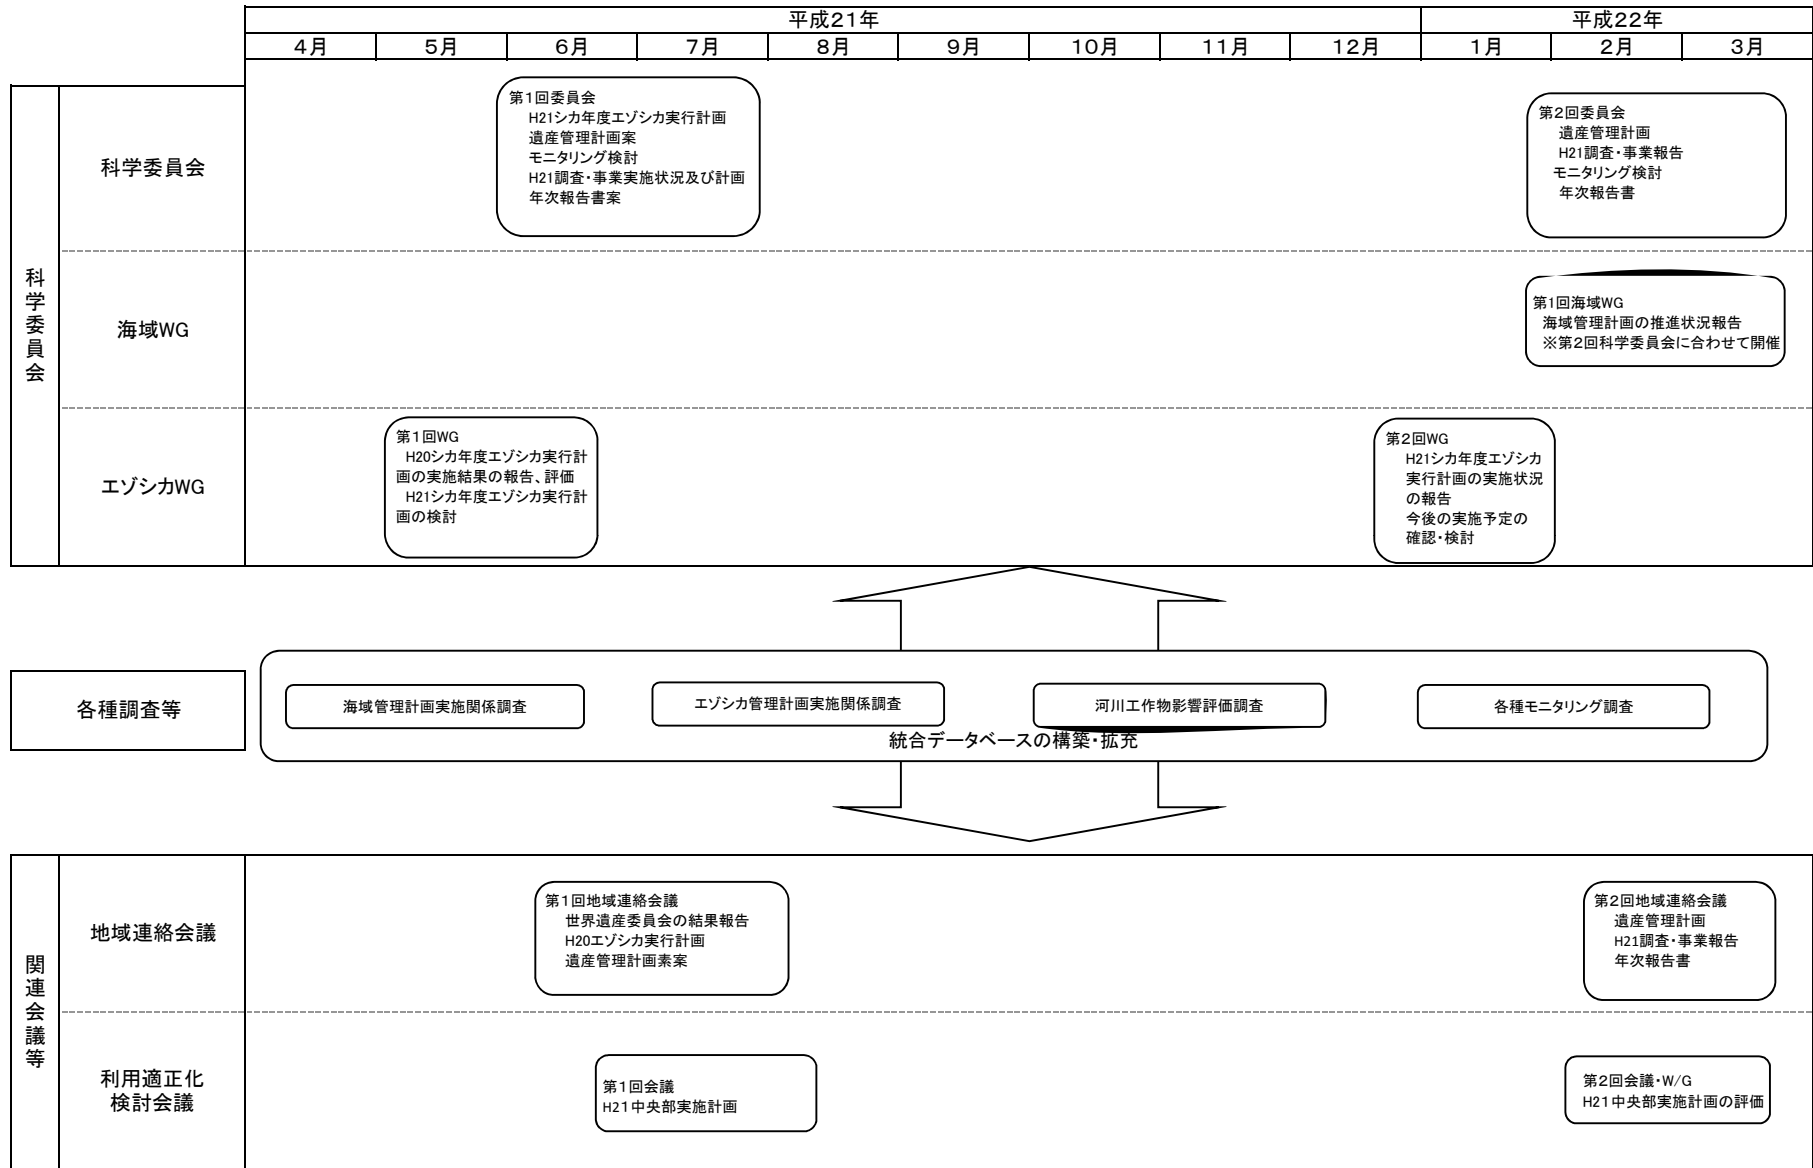 平成21年
平成22年
4月
5月
6月
7月
8月
9月
10月
11月
12月
1月
2月
3月
科学委員会
科学委員会
第1回委員会
H21シカ年度エゾシカ実行計画
遺産管理計画案
モニタリング検討
H21調査・事業実施状況及び計画
年次報告書案
第2回委員会
遺産管理計画
H21調査・事業報告
モニタリング検討
年次報告書
海域WG
第1回海域WG
海域管理計画の推進状況報告
※第2回科学委員会に合わせて開催
エゾシカWG
第1回WG
H20シカ年度エゾシカ実行計
画の実施結果の報告、評価
H21シカ年度エゾシカ実行計
画の検討
第2回WG
H21シカ年度エゾシカ
実行計画の実施状況
の報告
今後の実施予定の
確認・検討
各種調査等
海域管理計画実施関係調査
エゾシカ管理計画実施関係調査
河川工作物影響評価調査
各種モニタリング調査
統合データベースの構築・拡充
関連会議等
地域連絡会議
第1回地域連絡会議
世界遺産委員会の結果報告
H20エゾシカ実行計画
遺産管理計画素案
第2回地域連絡会議
遺産管理計画
H21調査・事業報告
年次報告書
利用適正化
検討会議
第1回会議
H21中央部実施計画
第2回会議・W/G
H21中央部実施計画の評価